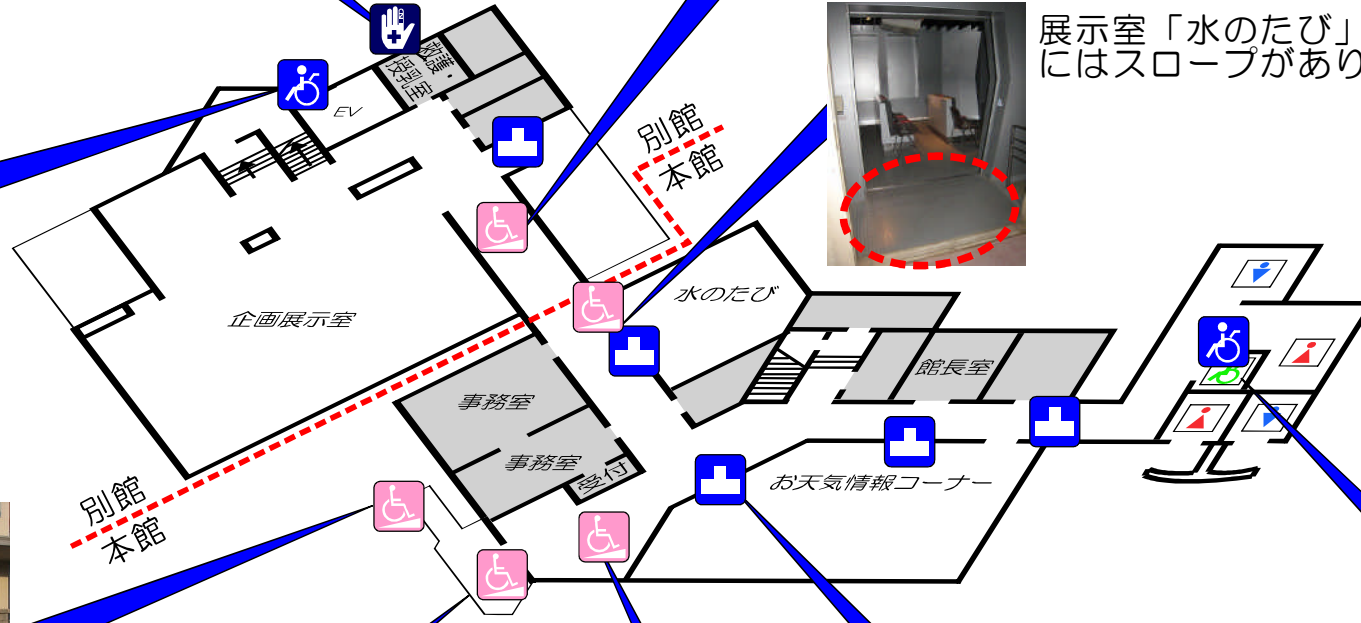 展示室「水のたび」
にはスロープがあり
救護・
授乳室
EV
別館
本館
水のたび
企画展示室
館長室
事務室
事務室
受付
お天気情報コーナー
別館
本館